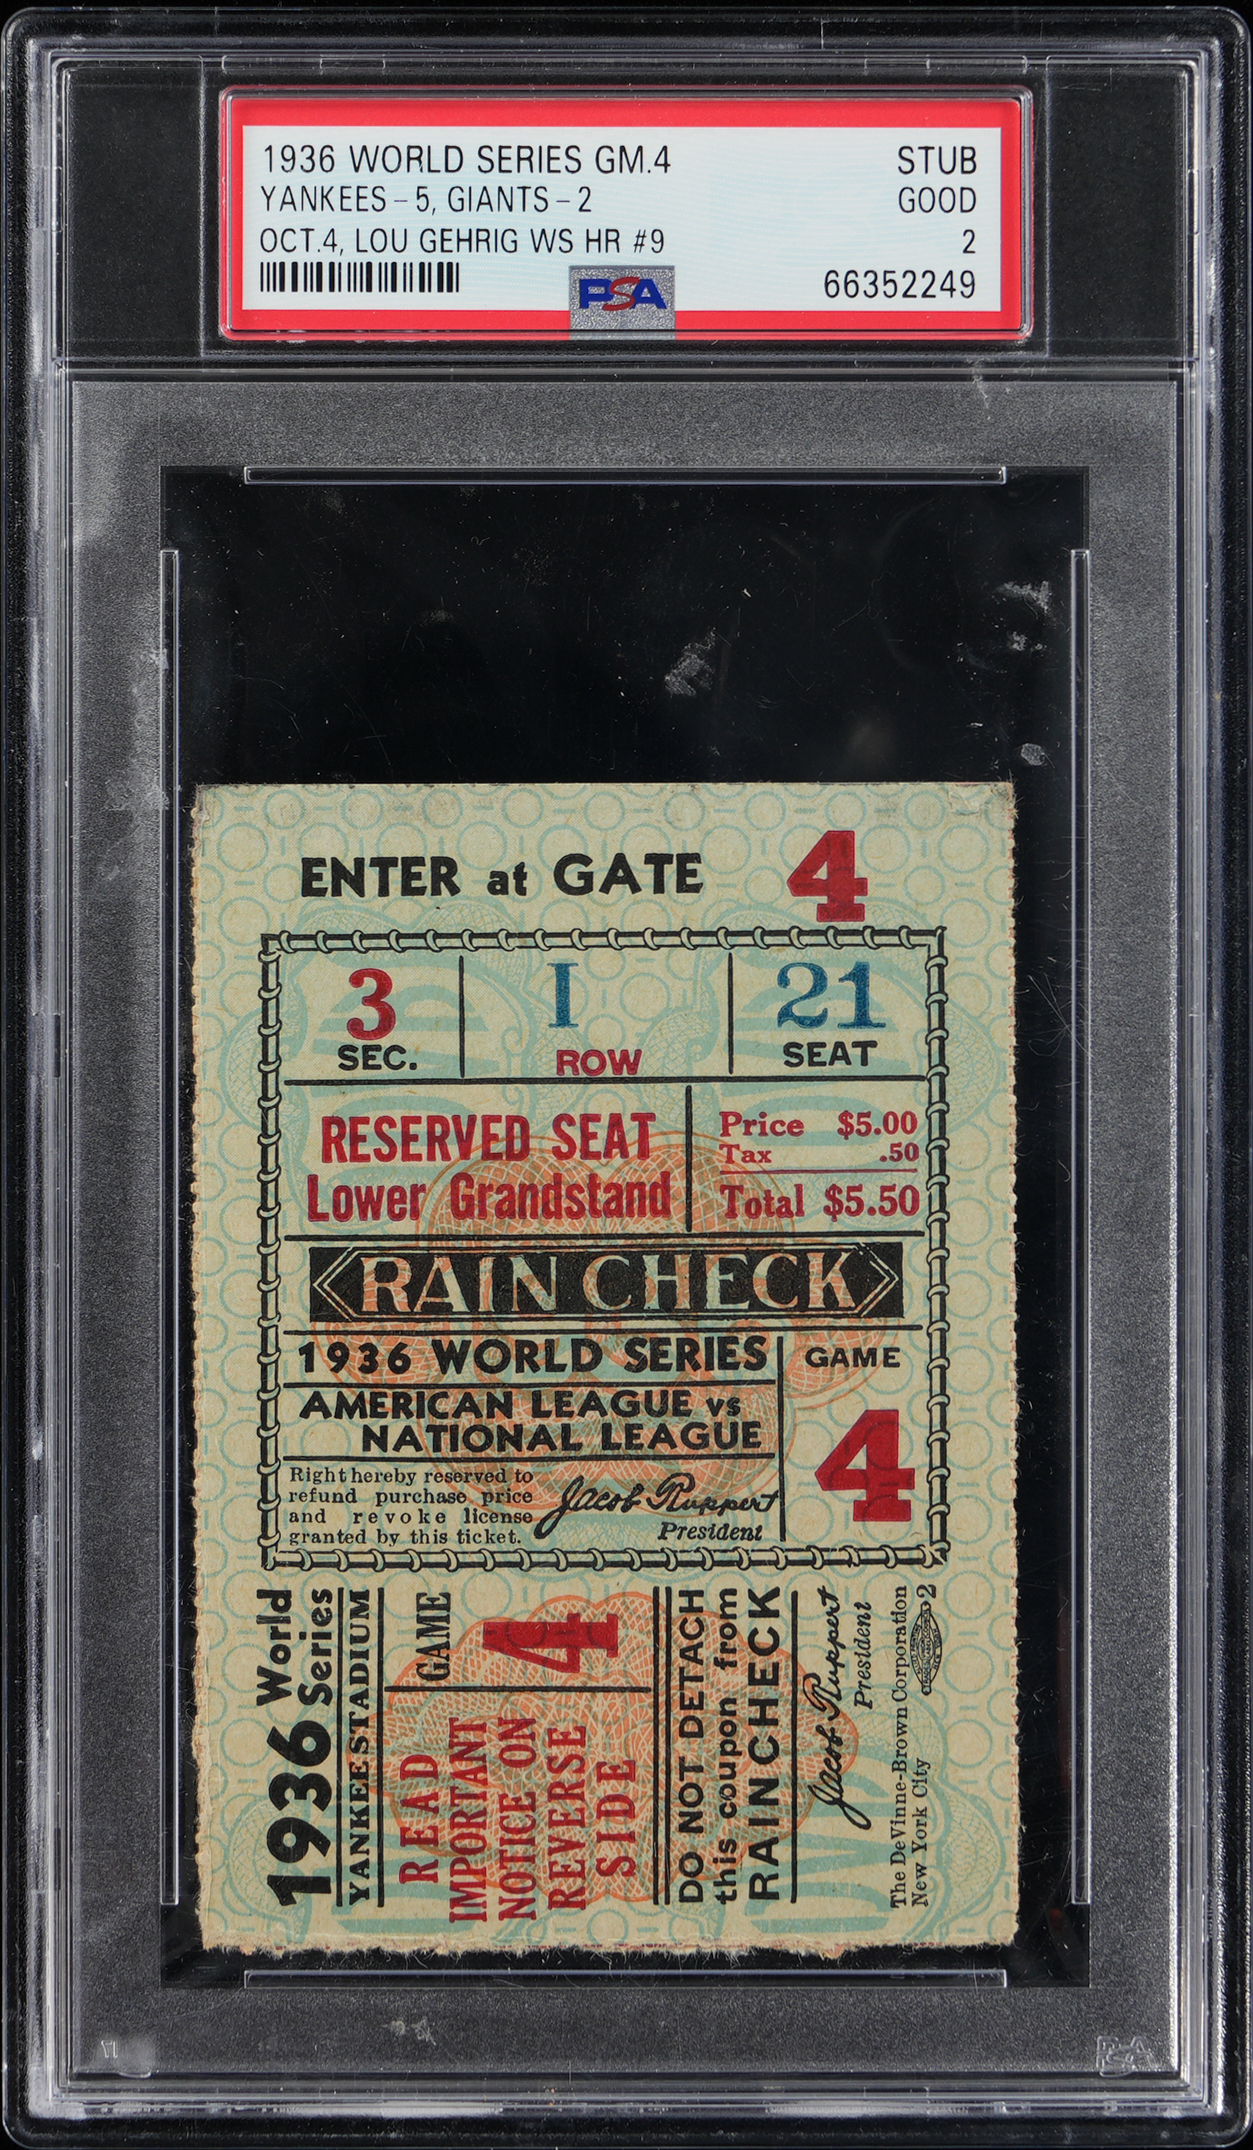 1936 WORLD SERIES GM.4 STUB
YANKEES - 5, GIANTS - 2 GOOD
OCT.4, LOU GEHRIG WS HR #9 2
PSA 66352249
ENTER at GATE 4
3 I 21
SEC. ROW SEAT
RESERVED SEAT
Lower Grandstand
Price $5.00
Tax .50
Total $5.50
RAIN CHECK
1936 WORLD SERIES
AMERICAN LEAGUE vs
NATIONAL LEAGUE
GAME
4
Right hereby reserved to
refund purchase price
and revoke license
granted by this ticket.
Jacob Ruppert
President
1936 World Series
YANKEE STADIUM
GAME 4
READ
IMPORTANT
NOTICE ON
REVERSE
SIDE
DO NOT DETACH
this coupon from
RAIN CHECK
Jacob Ruppert
President
The DeVinne-Brown Corporation
New York City
2
PSA